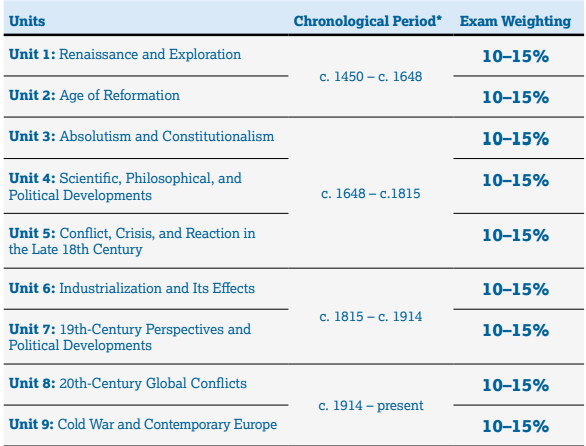 Units Chronological Period* Exam Weighting
Unit 1: Renaissance and Exploration 10–15%
c. 1450 – c. 1648
Unit 2: Age of Reformation 10–15%
Unit 3: Absolutism and Constitutionalism 10–15%
Unit 4: Scientific, Philosophical, and 10–15%
Political Developments
c. 1648 – c.1815
Unit 5: Conflict, Crisis, and Reaction in 10–15%
the Late 18th Century
Unit 6: Industrialization and Its Effects 10–15%
c. 1815 – c. 1914
Unit 7: 19th-Century Perspectives and 10–15%
Political Developments
Unit 8: 20th-Century Global Conflicts 10–15%
c. 1914 – present
Unit 9: Cold War and Contemporary Europe 10–15%